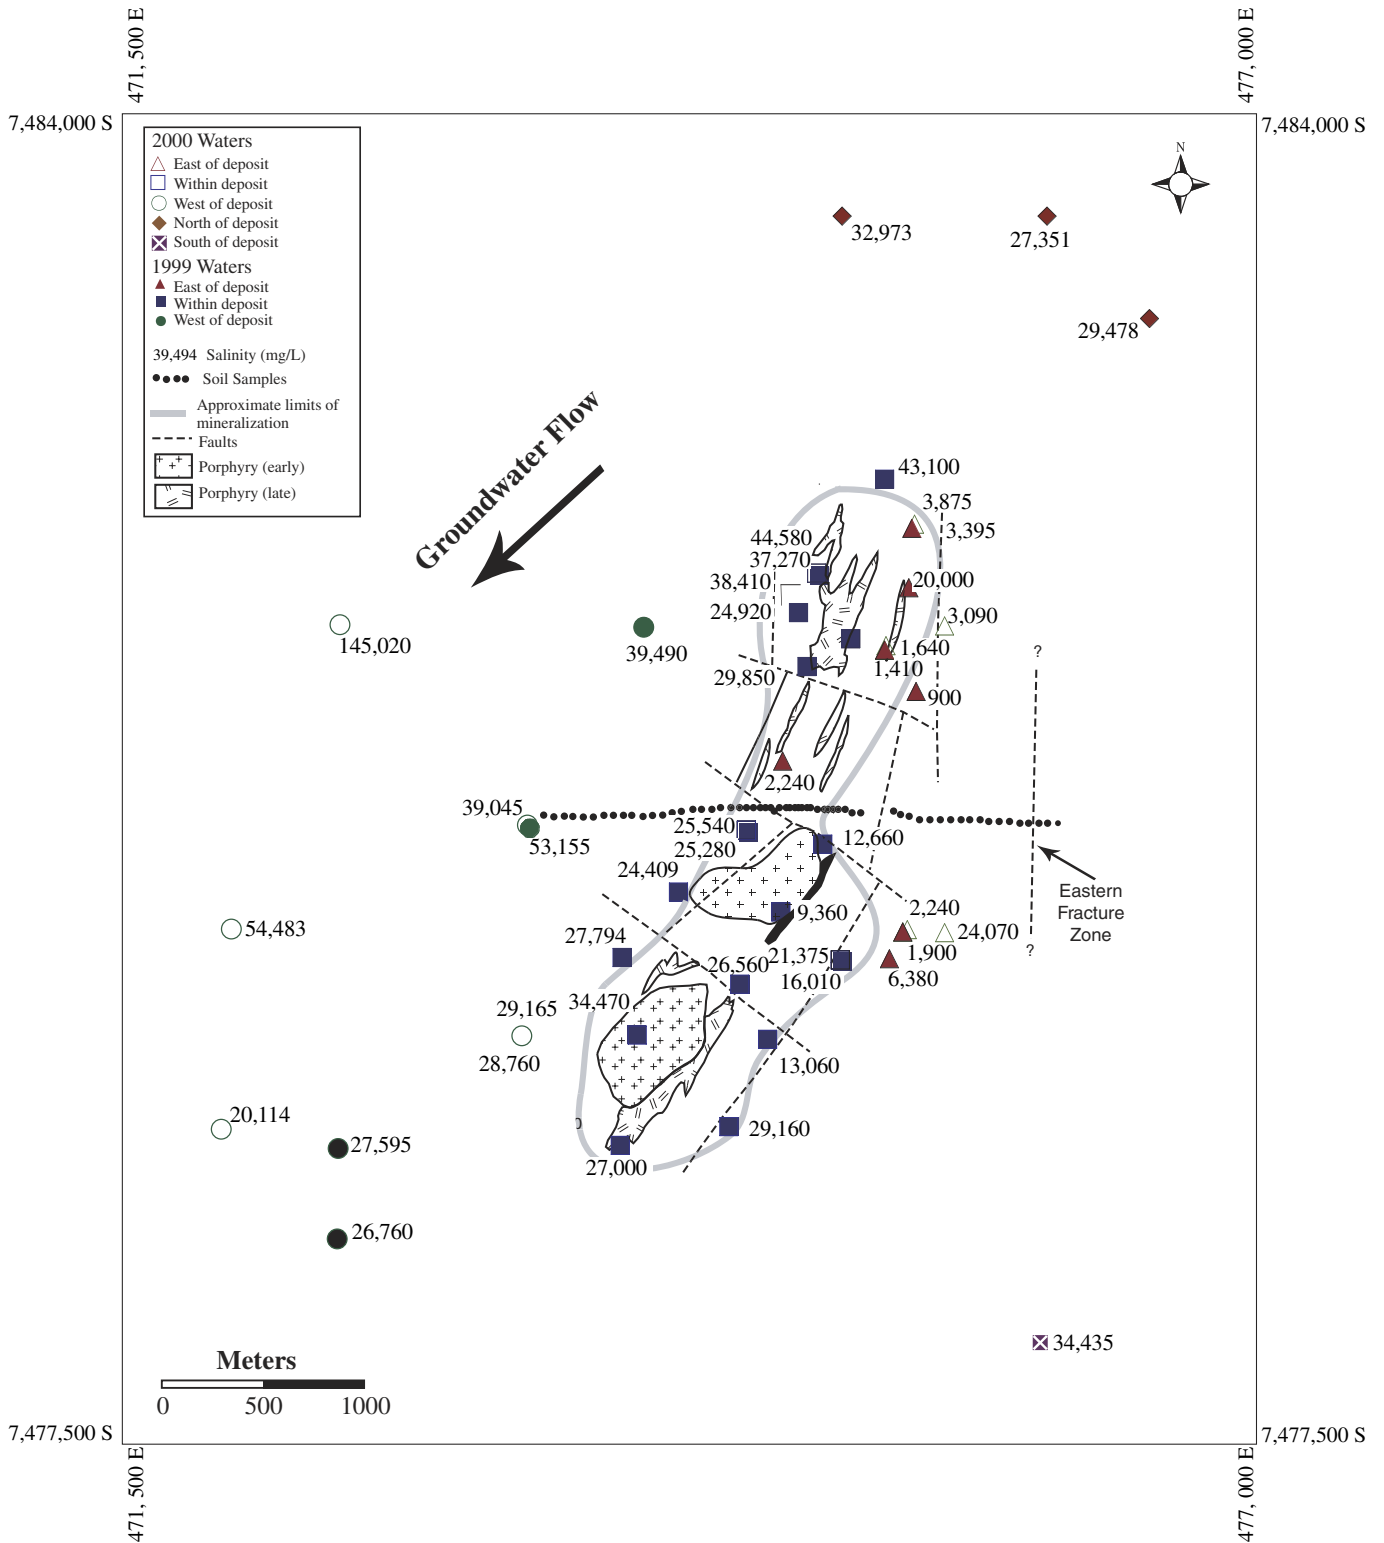 471, 500 E
477, 000 E
7,484,000 S
7,484,000 S
2000 Waters
East of deposit
Within deposit
West of deposit
North of deposit
South of deposit
1999 Waters
East of deposit
Within deposit
West of deposit
39,494 Salinity (mg/L)
Soil Samples
Approximate limits of
mineralization
Faults
Porphyry (early)
Porphyry (late)
N
32,973
27,351
29,478
Groundwater Flow
43,100
3,875
3,395
44,580
37,270
38,410
20,000
24,920
3,090
145,020
39,490
1,640
1,410
29,850
900
?
2,240
39,045
53,155
25,540
25,280
12,660
24,409
9,360
2,240
24,070
1,900
6,380
Eastern
Fracture
Zone
?
54,483
27,794
26,560
21,375
16,010
29,165
34,470
28,760
13,060
20,114
27,595
29,160
27,000
26,760
34,435
Meters
0 500 1000
7,477,500 S
7,477,500 S
471, 500 E
477, 000 E